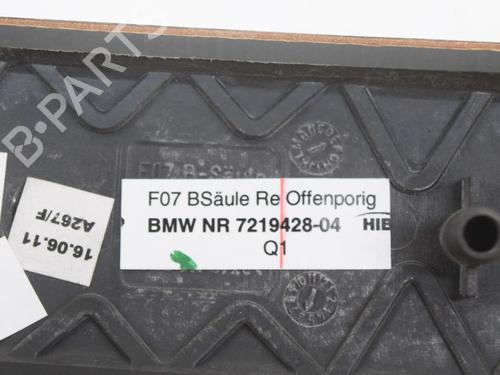 B-PARTS
F07 B-Säule
F07 BSäule Re Offenporig
BMW NR 7219428-04
HIB
Q1
16.06.11
A267/F